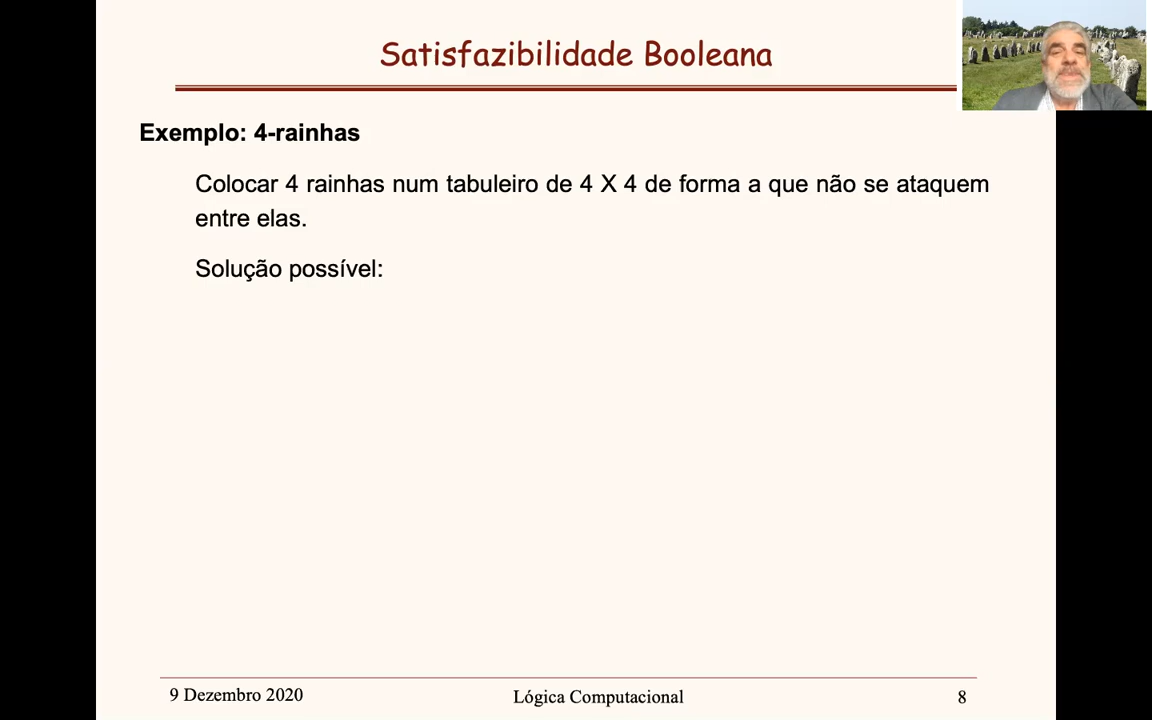 Satisfazibilidade Booleana
Exemplo: 4-rainhas
Colocar 4 rainhas num tabuleiro de 4 X 4 de forma a que não se ataquem
entre elas.
Solução possível:
9 Dezembro 2020
Lógica Computacional
8